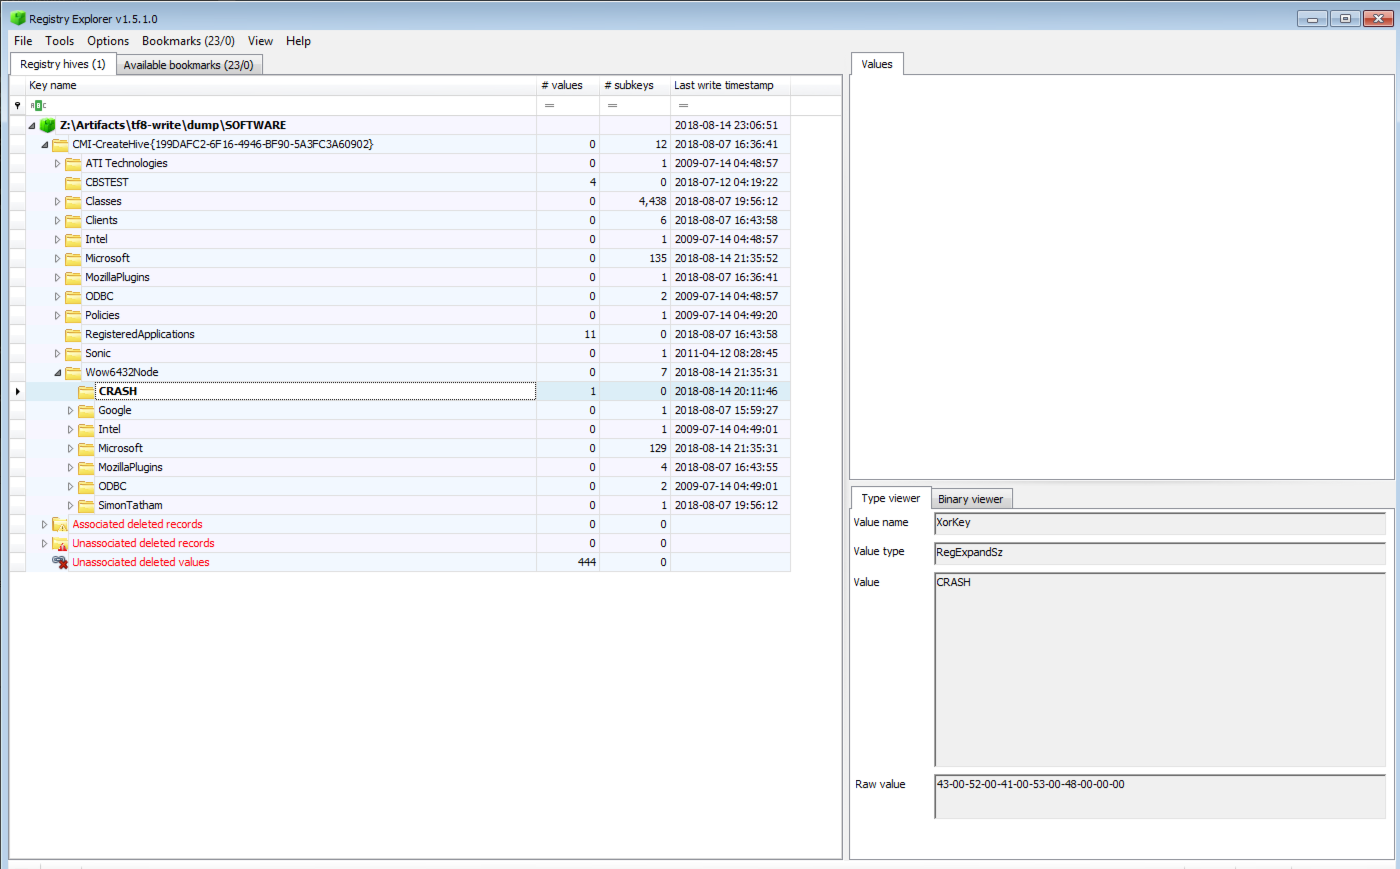 Registry Explorer v1.5.1.0
File Tools Options Bookmarks (23/0) View Help
Registry hives (1) Available bookmarks (23/0)
Key name # values # subkeys Last write timestamp
ABC = = =
Z:\Artifacts\tf8-write\dump\SOFTWARE 2018-08-14 23:06:51
CMI-CreateHive{199DAFC2-6F16-4946-BF90-5A3FC3A60902} 0 12 2018-08-07 16:36:41
ATI Technologies 0 1 2009-07-14 04:48:57
CBSTEST 4 0 2018-07-12 04:19:22
Classes 0 4,438 2018-08-07 19:56:12
Clients 0 6 2018-08-07 16:43:58
Intel 0 1 2009-07-14 04:48:57
Microsoft 0 135 2018-08-14 21:35:52
MozillaPlugins 0 1 2018-08-07 16:36:41
ODBC 0 2 2009-07-14 04:48:57
Policies 0 1 2009-07-14 04:49:20
RegisteredApplications 11 0 2018-08-07 16:43:58
Sonic 0 1 2011-04-12 08:28:45
Wow6432Node 0 7 2018-08-14 21:35:31
CRASH 1 0 2018-08-14 20:11:46
Google 0 1 2018-08-07 15:59:27
Intel 0 1 2009-07-14 04:49:01
Microsoft 0 129 2018-08-14 21:35:31
MozillaPlugins 0 4 2018-08-07 16:43:55
ODBC 0 2 2009-07-14 04:49:01
SimonTatham 0 1 2018-08-07 19:56:12
Associated deleted records 0 0
Unassociated deleted records 0 0
Unassociated deleted values 444 0
Values
Type viewer Binary viewer
Value name XorKey
Value type RegExpandSz
Value CRASH
Raw value 43-00-52-00-41-00-53-00-48-00-00-00